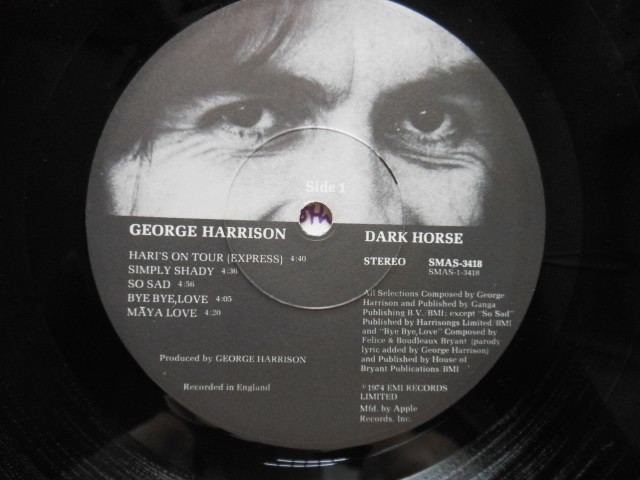 Side 1
GEORGE HARRISON
HARI'S ON TOUR (EXPRESS) 4:40
SIMPLY SHADY 4:36
SO SAD 4:56
BYE BYE, LOVE 4:05
MĀYA LOVE 4:20
Produced by GEORGE HARRISON
Recorded in England
DARK HORSE
STEREO SMAS-3418
SMAS-1-3418
All Selections Composed by George
Harrison and Published by Ganga
Publishing B.V./BMI; except "So Sad"
Published by Harrisongs Limited/BMI
and "Bye Bye, Love" Composed by
Felice & Boudleaux Bryant (parody
lyric added by George Harrison)
and Published by House of
Bryant Publications/BMI
℗ 1974 EMI RECORDS
LIMITED
Mfd. by Apple
Records, Inc.